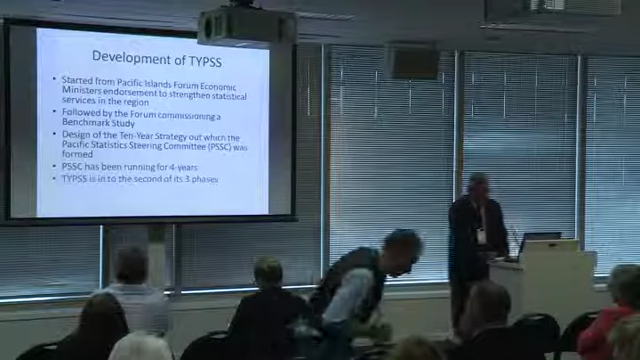 Development of TYPSS
• Started from Pacific Islands Forum Economic
Ministers endorsement to strengthen statistical
services in the region
• Followed by the Forum commissioning a
Benchmark Study
• Design of the Ten-Year Strategy out which the
Pacific Statistics Steering Committee (PSSC) was
formed
• PSSC has been running for 4-years
• TYPSS is in to the second of its 3 phases